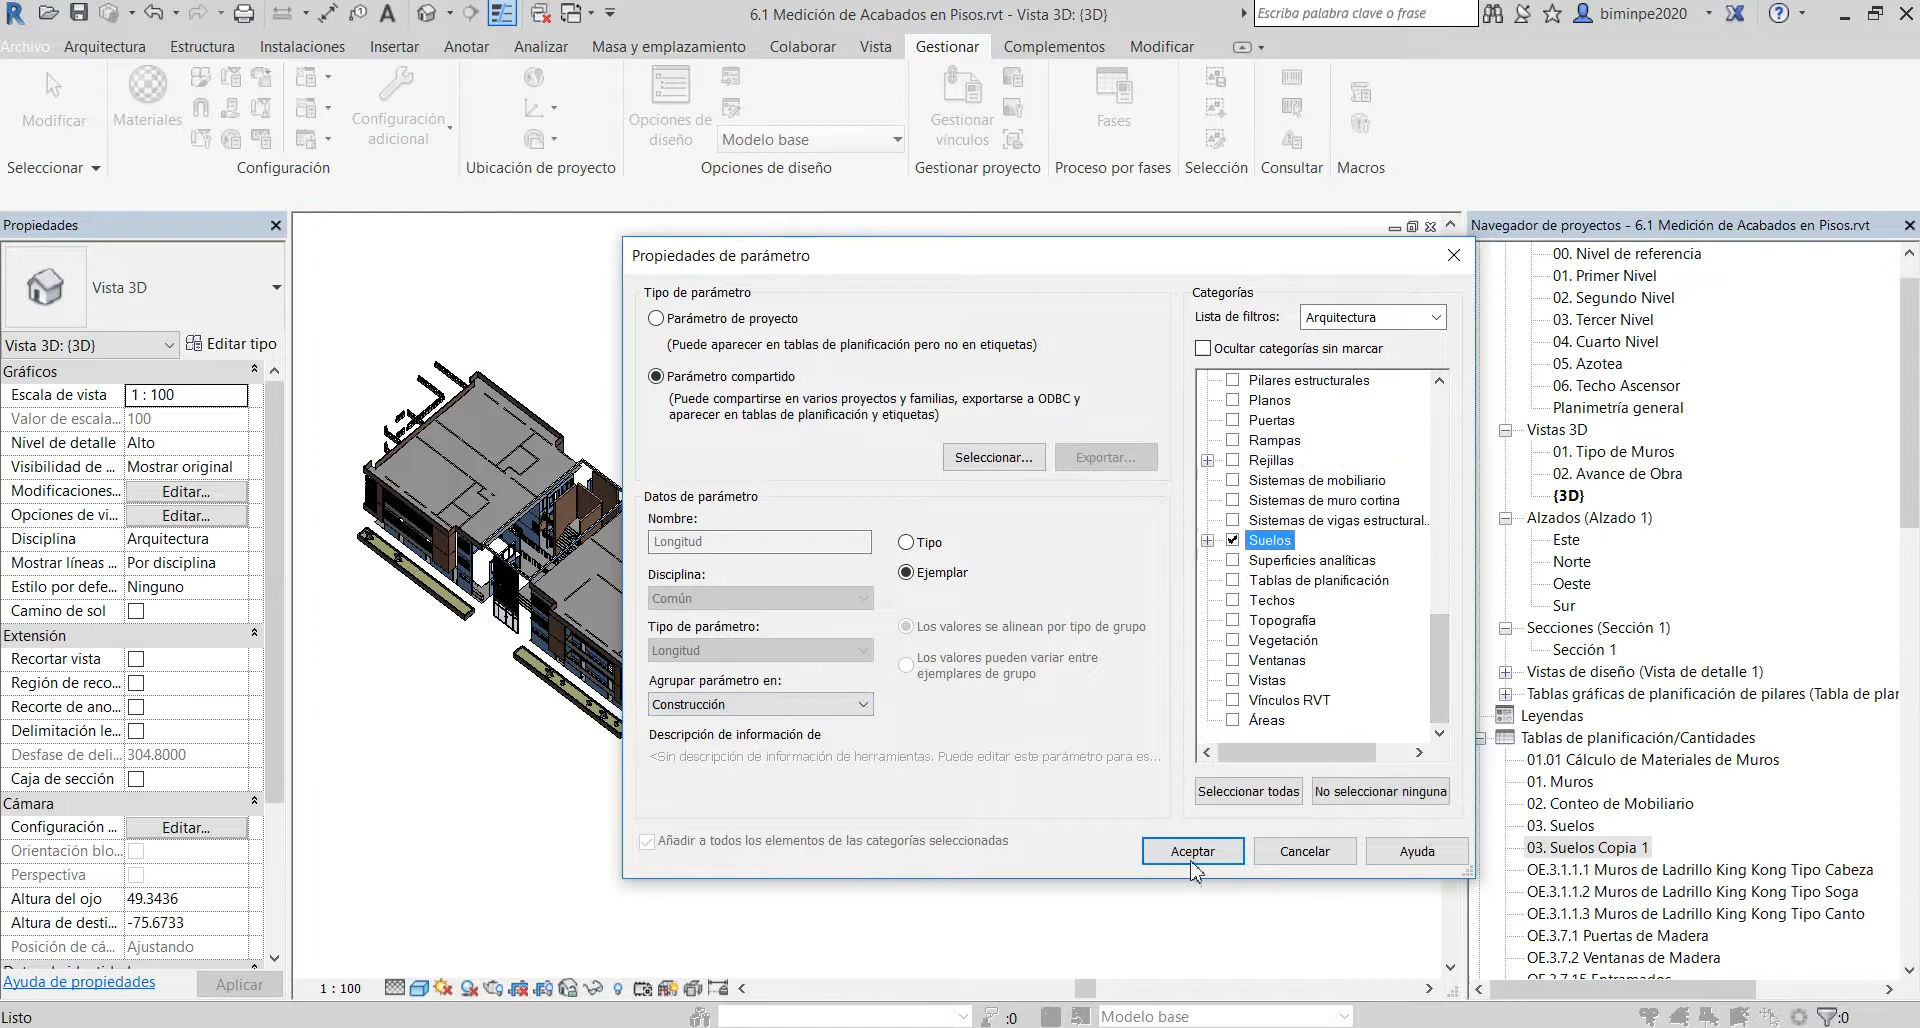 6.1 Medición de Acabados en Pisos.rvt - Vista 3D: {3D}
Escriba palabra clave o frase
biminpe2020
Archivo Arquitectura Estructura Instalaciones Insertar Anotar Analizar Masa y emplazamiento Colaborar Vista Gestionar Complementos Modificar
Modificar
Materiales
Configuración
adicional
Opciones de
diseño
Modelo base
Gestionar
vínculos
Fases
Seleccionar
Configuración
Ubicación de proyecto
Opciones de diseño
Gestionar proyecto
Proceso por fases
Selección
Consultar
Macros
Propiedades
Vista 3D
Vista 3D: {3D}
Editar tipo
Gráficos
Escala de vista 1 : 100
Valor de escala... 100
Nivel de detalle Alto
Visibilidad de ... Mostrar original
Modificaciones... Editar...
Opciones de vi... Editar...
Disciplina Arquitectura
Mostrar líneas ... Por disciplina
Estilo por defe... Ninguno
Camino de sol
Extensión
Recortar vista
Región de reco...
Recorte de ano...
Delimitación le...
Desfase de deli... 304.8000
Caja de sección
Cámara
Configuración ... Editar...
Orientación blo...
Perspectiva
Altura del ojo 49.3436
Altura de desti... -75.6733
Posición de cá... Ajustando
Ayuda de propiedades
Aplicar
Propiedades de parámetro
Tipo de parámetro
Parámetro de proyecto
(Puede aparecer en tablas de planificación pero no en etiquetas)
Parámetro compartido
(Puede compartirse en varios proyectos y familias, exportarse a ODBC y
aparecer en tablas de planificación y etiquetas)
Seleccionar...
Exportar...
Datos de parámetro
Nombre:
Longitud
Tipo
Disciplina:
Ejemplar
Común
Tipo de parámetro:
Los valores se alinean por tipo de grupo
Longitud
Los valores pueden variar entre
ejemplares de grupo
Agrupar parámetro en:
Construcción
Descripción de información de
<Sin descripción de información de herramientas. Puede editar este parámetro para es...
Añadir a todos los elementos de las categorías seleccionadas
Categorías
Lista de filtros: Arquitectura
Ocultar categorías sin marcar
Pilares estructurales
Planos
Puertas
Rampas
Rejillas
Sistemas de mobiliario
Sistemas de muro cortina
Sistemas de vigas estructural..
Suelos
Superficies analíticas
Tablas de planificación
Techos
Topografía
Vegetación
Ventanas
Vistas
Vínculos RVT
Áreas
Seleccionar todas
No seleccionar ninguna
Aceptar
Cancelar
Ayuda
Navegador de proyectos - 6.1 Medición de Acabados en Pisos.rvt
00. Nivel de referencia
01. Primer Nivel
02. Segundo Nivel
03. Tercer Nivel
04. Cuarto Nivel
05. Azotea
06. Techo Ascensor
Planimetría general
Vistas 3D
01. Tipo de Muros
02. Avance de Obra
{3D}
Alzados (Alzado 1)
Este
Norte
Oeste
Sur
Secciones (Sección 1)
Sección 1
Vistas de diseño (Vista de detalle 1)
Tablas gráficas de planificación de pilares (Tabla de plar
Leyendas
Tablas de planificación/Cantidades
01.01 Cálculo de Materiales de Muros
01. Muros
02. Conteo de Mobiliario
03. Suelos
03. Suelos Copia 1
OE.3.1.1.1 Muros de Ladrillo King Kong Tipo Cabeza
OE.3.1.1.2 Muros de Ladrillo King Kong Tipo Soga
OE.3.1.1.3 Muros de Ladrillo King Kong Tipo Canto
OE.3.7.1 Puertas de Madera
OE.3.7.2 Ventanas de Madera
OE.3.7.15 Entramados
1 : 100
Listo
:0
Modelo base
:0